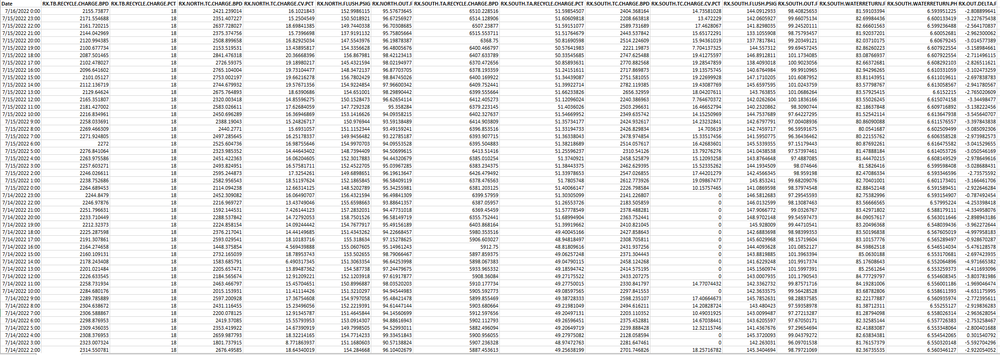 Date RX.TB.RECYCLE.CHARGE.BPD RX.TB.RECYCLE.CHARGE.PCT RX.NORTH.TC.CHARGE.BPD RX.NORTH.TC.CHARGE.CV.PCT RX.NORTH.FLUSH.PSIG RX.NORTH.OUT.F RX.SOUTH.TA.RECYCLE.CHARGE.BPD RX.SOUTH.TA.RECYCLE.CHARGE.PCT RX.SOUTH.TC.CHARGE.BPD RX.SOUTH.TC.CHARGE.CV.PCT RX.SOUTH.FLUSH.PSIG RX.SOUTH.OUT.F RX.SOUTH.WATERRETURN.F RX.SOUTH.WATERRETURN.PH RX.OUT.DELTA.F
7/16/2022 0:00 2155.73877 18 2421.239014 16.1021843 152.9986115 95.57673645 6510.228516 51.59854507 2404.368164 14.73581028 144.0912933 98.40825653 81.59103394 6.593951225 -2.808899641
7/15/2022 23:00 2171.554688 18 2351.407227 15.2504549 150.5018921 96.67256927 6514.128906 51.60609818 2208.663818 13.472229 142.0605927 99.66075134 82.69984436 6.600133419 -3.227675438
7/15/2022 22:00 2161.720215 18 2637.728027 18.69841385 149.7440338 96.70308685 6507.23877 51.59151077 2589.731689 17.4628067 141.8298035 99.24520111 82.66601563 6.599236488 -2.564170837
7/15/2022 21:00 2144.042969 18 2375.374756 15.7396698 137.9191132 95.75805664 6515.553711 51.51764679 2443.537842 15.65172291 133.1055908 98.75793457 81.92037201 6.60052681 -2.962300062
7/15/2022 20:00 2120.994385 18 2508.899658 16.82925034 147.5543976 96.19878387 6368.75 50.81690598 2514.224609 15.94361019 137.7817841 99.20349121 82.03710175 6.60679245 -3.014577389
7/15/2022 19:00 2100.677734 18 2153.519531 13.43895817 154.3356628 96.48005676 6400.466797 50.57641983 2221.19873 7.704137325 144.557312 99.69457245 82.86260223 6.607922554 -3.158984661
7/15/2022 18:00 2087.501465 18 2841.476318 20.36668396 156.867981 98.42123413 6407.633789 50.33545685 2747.625488 19.41275597 146.8912811 101.1734085 83.08766937 6.607922554 -2.711496115
7/15/2022 17:00 2102.478027 18 2726.59375 19.18980217 145.4321594 98.02194977 6370.472656 50.85893631 2770.882568 19.28547859 138.4093018 100.9023056 82.66372681 6.608292103 -2.826511621
7/15/2022 16:00 2096.641602 18 2765.104004 19.73104477 148.3472137 96.87703705 6378.193359 51.24151611 2717.869873 19.13575745 140.6764984 99.9910965 82.94296265 6.610331059 -3.102473259
7/15/2022 15:00 2101.05127 18 2753.002197 19.66216278 156.7802429 98.84745026 6400.169922 51.34439087 2751.581055 19.22699928 147.1710205 101.6087952 83.81143951 6.611019611 -2.697838783
7/15/2022 14:00 2112.136719 18 2744.679932 19.57671356 154.9224854 97.96600342 6409.752441 51.39922714 2782.119385 19.43087769 145.6597595 101.0243759 83.57798767 6.613058567 -2.941780567
7/15/2022 13:00 2129.64624 18 2675.764893 18.6390686 154.651001 98.29890442 6399.555664 51.66233826 2656.32959 18.04207611 143.763855 101.0686264 83.57925415 6.6152215 -2.765020609
7/15/2022 12:00 2165.351807 18 2320.003418 14.85596275 150.1528473 96.62654114 6412.405273 51.12096024 2240.386963 7.764670372 142.0262604 100.1836166 83.55026245 6.615074158 -3.34498477
7/15/2022 11:00 2181.427002 18 2583.026611 17.62684059 147.7292328 95.358284 6379.223145 51.4036026 2503.296631 16.46652794 140.2320862 98.3090744 82.18637848 6.609716892 -3.138222456
7/15/2022 10:00 2216.834961 18 2450.696289 16.36946869 153.1416626 94.09358215 6402.327637 51.54669952 2349.635742 14.15250969 144.7537689 97.64227295 81.52542114 6.613647938 -3.545640707
7/15/2022 9:00 2258.033691 18 2388.19043 15.24826717 150.976944 93.59138489 6414.903809 51.35734177 2424.932617 14.23232841 142.6797791 97.00408936 80.86090088 6.611576557 -3.397843838
7/15/2022 8:00 2269.466309 18 2440.2771 15.6931057 151.1152344 93.49159241 6396.853516 51.33194733 2426.829834 14.703619 142.7459717 96.59591675 80.0541687 6.602509499 -3.085092306
7/15/2022 7:00 2271.924805 18 2497.285645 16.25178337 149.9456482 93.22785187 6393.907715 51.36338043 2478.974854 15.33517456 141.5950775 96.36436462 80.22155762 6.606358528 -2.973982573
7/15/2022 6:00 2272 18 2525.604736 16.98755646 154.9970703 94.09553528 6395.504883 51.38218689 2514.057617 16.42683601 145.5339355 97.15179443 80.87692261 6.616475582 -3.041529655
7/15/2022 5:00 2276.841064 18 2323.985352 14.44643402 148.7394409 94.50699615 6413.51416 51.25596237 2310.54126 13.79276276 141.0438538 97.57397461 81.47888184 6.614053726 -3.050546169
7/15/2022 4:00 2263.975586 18 2451.422363 16.06204605 152.3017883 94.44320679 6385.010254 51.3740921 2458.525879 15.12093258 143.8764648 97.4887085 81.44470215 6.608149529 -2.978649616
7/15/2022 3:00 2257.603271 18 2493.824951 16.57581711 152.4522705 95.03967285 6383.234375 51.38443375 2462.629395 15.52335262 144.1934509 98.074646 81.5826416 6.599598408 -3.028688431
7/15/2022 2:00 2246.026611 18 2595.244873 17.3254261 149.6898651 96.19613647 6426.479492 51.33978653 2547.026855 17.44201279 142.4566345 98.959198 82.47086334 6.593346596 -2.73575592
7/15/2022 1:00 2238.752686 18 2582.956543 18.51197624 152.1865845 96.58409119 6378.476563 51.7805748 2612.773926 19.09867477 145.853241 99.68209076 82.70401001 6.601173401 -3.166461706
7/15/2022 0:00 2264.689453 18 2114.094238 12.66314125 148.5202789 95.34255981 6381.203125 51.40066147 2226.798584 10.15757465 141.0869598 98.37974548 82.88452148 6.591589451 -2.922646284
7/14/2022 23:00 2244.8479 18 2452.309082 16.06490707 156.4321594 96.49841309 6399.57959 51.30305099 2141.226807 0 146.5812683 97.29545593 82.75382996 6.593154907 -0.787492454
7/14/2022 22:00 2246.97876 18 2216.969727 13.43749046 155.6598663 93.88641357 6387.05957 51.26553726 2183.505859 0 146.0132599 98.13087463 83.56665565 6.57995224 -4.253398418
7/14/2022 21:00 2251.796631 18 1592.144531 7.426144123 157.2832031 94.47731018 6369.45459 51.57778549 2378.488281 0 147.9066772 99.0326767 83.42971802 6.588179111 -4.334958076
7/14/2022 20:00 2233.710449 18 2288.537842 14.72792053 158.7501526 96.58149719 6355.752441 51.68994904 2363.752441 0 148.9702148 99.54597473 84.09057617 6.563011646 -2.898943186
7/14/2022 19:00 2212.32373 18 2224.858154 14.09244442 154.7677917 95.49156189 6403.868164 51.39919662 2410.821045 0 145.928009 99.44710541 83.20496368 6.548039436 -3.962272644
7/14/2022 18:00 2225.287598 18 2376.217041 14.44149685 151.4343262 94.22668457 5980.353516 49.40045166 2427.858643 0 142.6883698 98.98399353 83.50196838 6.567605019 -4.997958183
7/14/2022 17:00 2191.307861 18 2593.029541 18.10183716 155.318634 97.15278625 5906.603027 48.94818497 2308.705811 0 145.6029968 98.15719604 83.10157776 6.565289497 -0.928670287
7/14/2022 16:00 2164.274658 18 1448.375854 4.569439888 155.0607605 95.14961243 5912.75 48.81809616 2431.937256 0 144.4093628 101.0852127 84.59862518 6.546514034 -5.476128578
7/14/2022 15:00 2160.109131 18 2732.165039 18.78953743 153.502655 98.79066467 5897.859375 49.06257248 2371.304443 0 143.8819885 101.3963394 85.0630188 6.553170681 -2.697423935
7/14/2022 14:00 2178.243408 18 1583.685791 6.490317345 151.3063354 96.64253998 5898.067383 49.04790115 2458.124268 0 141.6229248 101.9917374 85.17608643 6.552064896 -4.971665382
7/14/2022 13:00 2201.021484 18 2205.657471 13.89487362 154.587738 97.24479675 5933.965332 49.18594742 2414.575195 0 145.1560974 101.5997391 85.2561264 6.553259373 -4.411693096
7/14/2022 12:00 2226.633545 18 2184.565674 12.91209221 152.1203918 97.61917877 5908.36084 49.27175522 2433.207275 0 143.0007935 101.1790543 84.77729797 6.554608345 -3.803781986
7/14/2022 11:00 2258.731934 18 2463.466797 15.45704651 150.8996887 98.03520203 5910.177734 49.27750015 2330.841797 14.77074432 142.3362732 99.87571716 84.19281006 6.556001186 -1.969046474
7/14/2022 10:00 2284.680176 18 2015.153931 11.41114426 151.3210297 94.94544983 5905.592773 49.08597565 2297.841553 0 142.3633575 99.56428528 83.68782806 6.558611393 -4.631175995
7/14/2022 9:00 2289.785889 18 2597.200928 17.36754608 154.9797058 95.48421478 5899.855469 49.38728333 2598.235107 17.40664673 145.7852631 98.28837585 82.22177887 6.560935974 -2.772395611
7/14/2022 8:00 2304.638672 18 2431.116455 15.23496056 152.2219391 94.61447144 5903.680664 49.21981049 2494.616211 14.20828724 143.480423 97.59358978 81.38712311 6.55255127 -2.919836283
7/14/2022 7:00 2306.588867 18 2200.078125 12.91345787 151.4645844 94.14560699 5912.597656 49.20497131 2203.110352 10.49031925 143.0099487 97.27213287 81.28794098 6.558026314 -2.963628054
7/14/2022 6:00 2298.876953 18 2419.37085 15.55793953 153.0914307 94.88616943 5902.112793 49.26596451 2375.452881 14.67038441 143.6205597 97.67050171 82.32585144 6.557726383 -2.753258467
7/14/2022 5:00 2309.436035 18 2353.419922 14.67390919 149.7998505 94.52993011 5882.496094 49.20649719 2239.888428 12.32115746 141.4367676 97.29654694 82.41883087 6.553348064 -2.800401688
7/14/2022 4:00 2308.376953 18 2659.987793 18.32214165 154.7714233 99.33451843 5900.956055 49.27975082 2128.058594 0 145.3720093 99.04379272 82.63834381 6.554542065 0.301540792
7/14/2022 3:00 2323.007324 18 1801.737915 8.771863937 151.1680603 90.57138824 5907.236328 48.97472763 2281.647461 0 142.263031 96.09701538 81.76157379 6.550320148 -5.592704296
7/14/2022 2:00 2314.550781 18 2676.49585 18.64340019 154.284668 96.10402679 5887.453613 49.25638199 2701.746826 18.25716782 145.3404694 98.79721069 82.36735535 6.560346127 -2.922054052